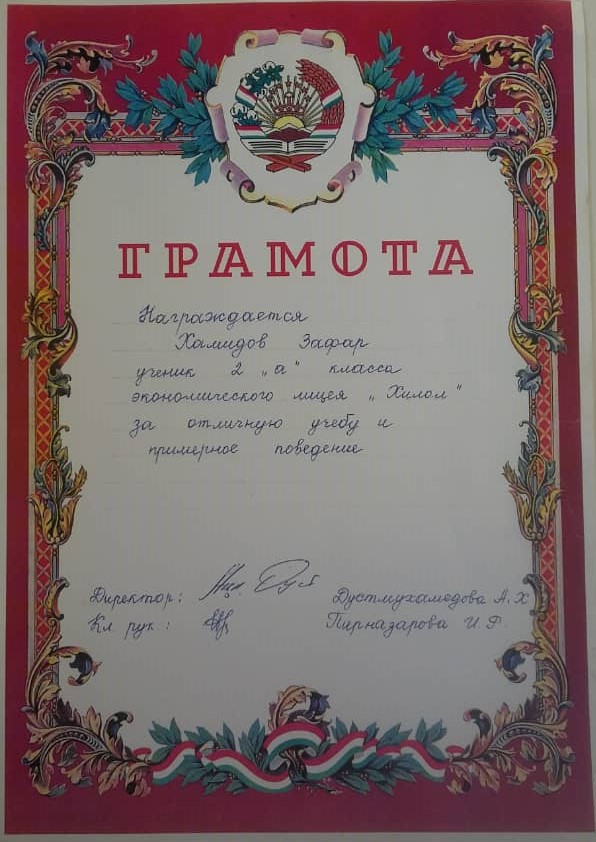 ГРАМОТА
Награждается
Хамидов Зафар
ученик 2 „а" класса
экономического лицея „Хилол"
за отличную учебу и
примерное поведение
Директор: Дустмухамедова А.Х
Кл. рук: Пирназарова И.Ф.